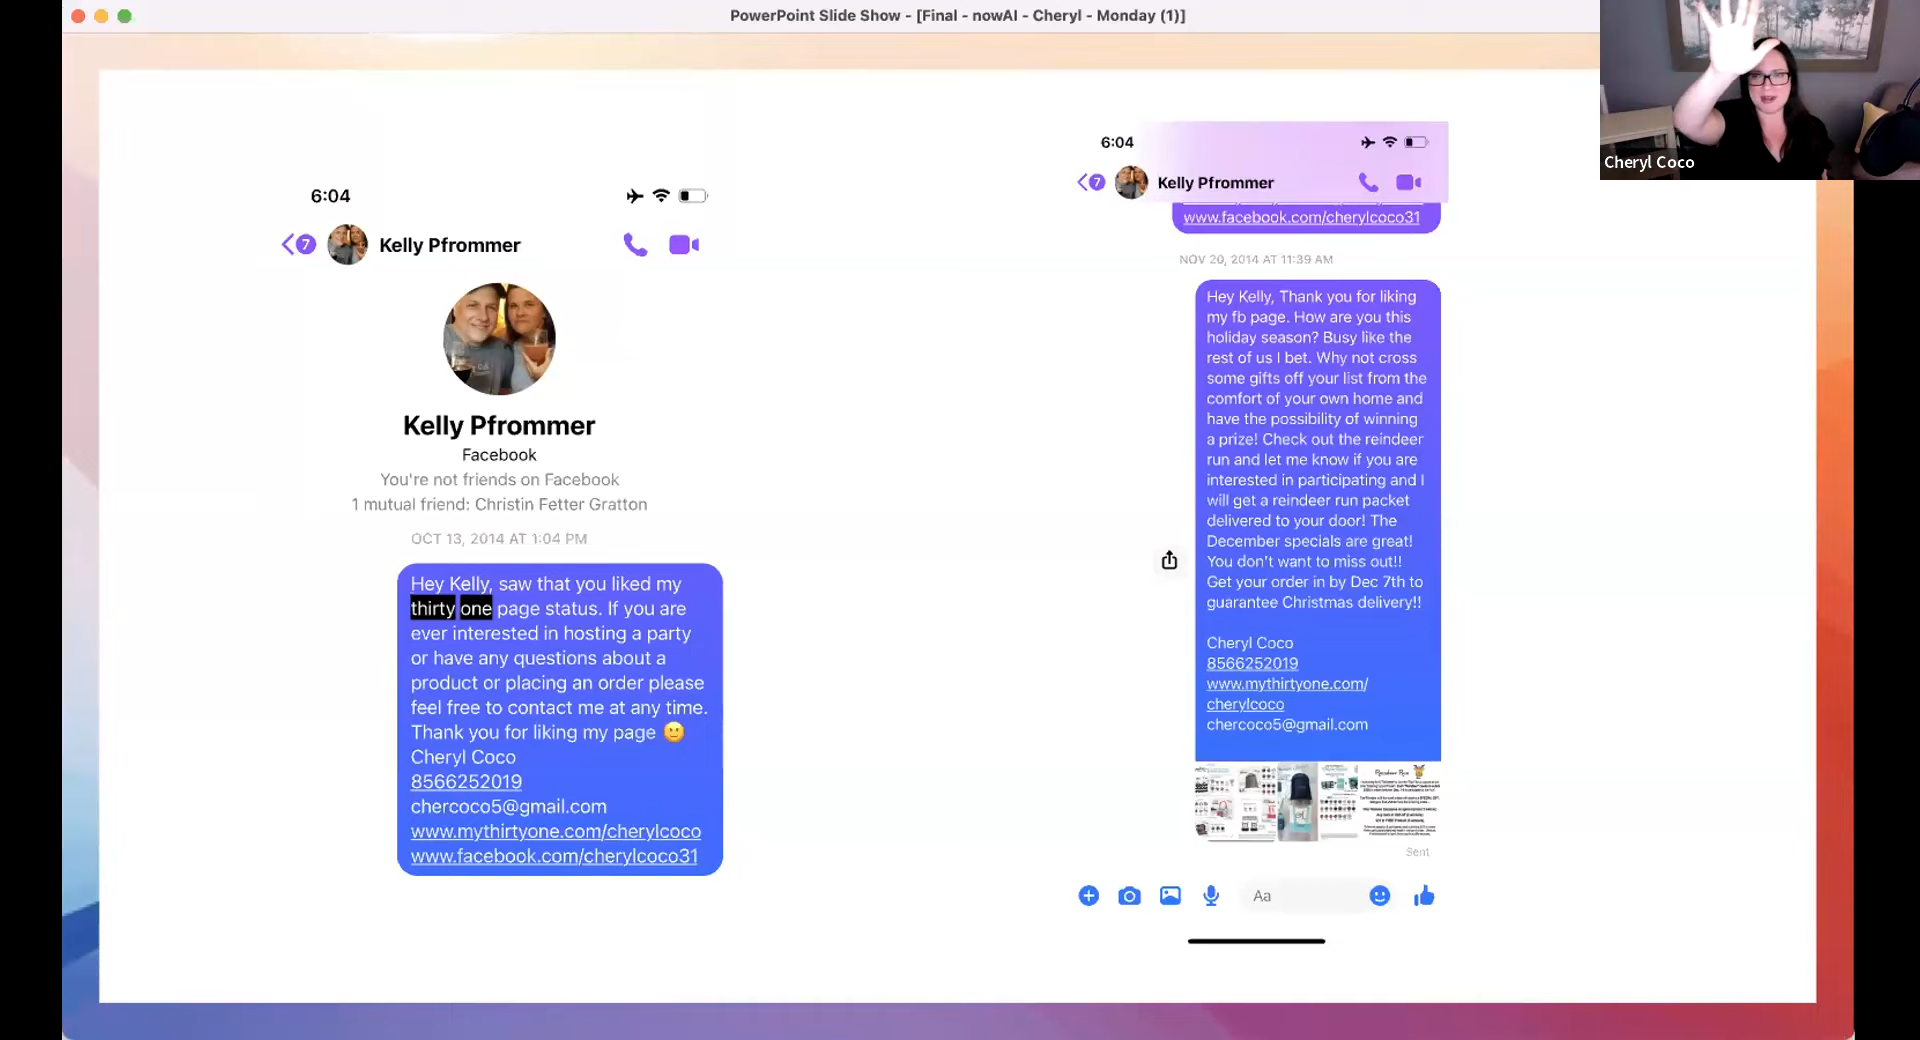 PowerPoint Slide Show - [Final - nowAI - Cheryl - Monday (1)]
Cheryl Coco
6:04
7
Kelly Pfrommer
Kelly Pfrommer
Facebook
You're not friends on Facebook
1 mutual friend: Christin Fetter Gratton
OCT 13, 2014 AT 1:04 PM
Hey Kelly, saw that you liked my
thirty one page status. If you are
ever interested in hosting a party
or have any questions about a
product or placing an order please
feel free to contact me at any time.
Thank you for liking my page 🙂
Cheryl Coco
8566252019
chercoco5@gmail.com
www.mythirtyone.com/cherylcoco
www.facebook.com/cherylcoco31
6:04
7
Kelly Pfrommer
www.facebook.com/cherylcoco31
NOV 20, 2014 AT 11:39 AM
Hey Kelly, Thank you for liking
my fb page. How are you this
holiday season? Busy like the
rest of us I bet. Why not cross
some gifts off your list from the
comfort of your own home and
have the possibility of winning
a prize! Check out the reindeer
run and let me know if you are
interested in participating and I
will get a reindeer run packet
delivered to your door! The
December specials are great!
You don't want to miss out!!
Get your order in by Dec 7th to
guarantee Christmas delivery!!
Cheryl Coco
8566252019
www.mythirtyone.com/
cherylcoco
chercoco5@gmail.com
Reindeer Run
Sent
Aa